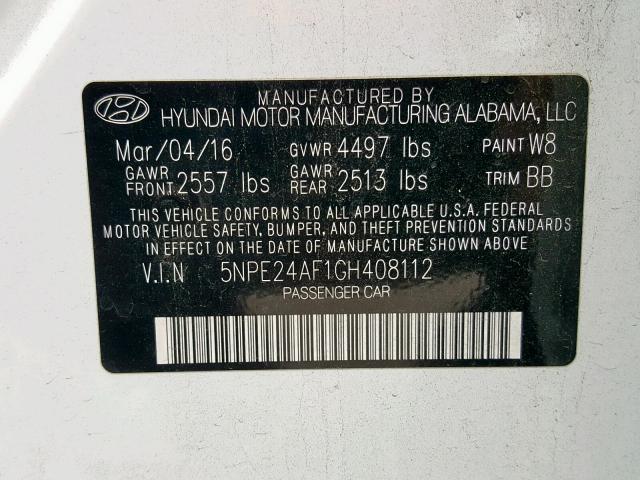 MANUFACTURED BY
HYUNDAI MOTOR MANUFACTURING ALABAMA, LLC
Mar/04/16 GVWR 4497 lbs PAINT W8
GAWR FRONT 2557 lbs GAWR REAR 2513 lbs TRIM BB
THIS VEHICLE CONFORMS TO ALL APPLICABLE U.S.A. FEDERAL
MOTOR VEHICLE SAFETY, BUMPER, AND THEFT PREVENTION STANDARDS
IN EFFECT ON THE DATE OF MANUFACTURE SHOWN ABOVE
V.I.N 5NPE24AF1GH408112
PASSENGER CAR